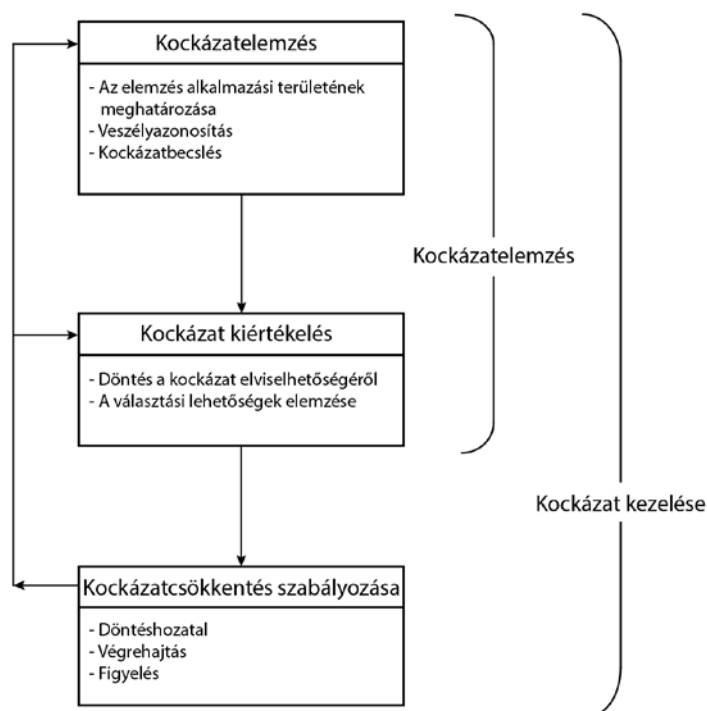 Kockázatelemzés
- Az elemzés alkalmazási területének
meghatározása
- Veszélyazonosítás
- Kockázatbecslés
Kockázatelemzés
Kockázat kiértékelés
- Döntés a kockázat elviselhetőségéről
- A választási lehetőségek elemzése
Kockázat kezelése
Kockázatcsökkentés szabályozása
- Döntéshozatal
- Végrehajtás
- Figyelés